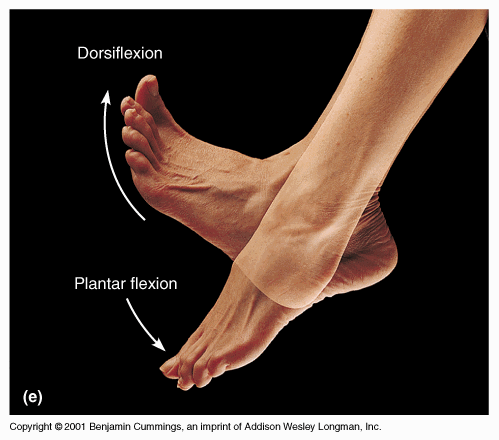 Dorsiflexion
Plantar flexion
(e)
Copyright © 2001 Benjamin Cummings, an imprint of Addison Wesley Longman, Inc.